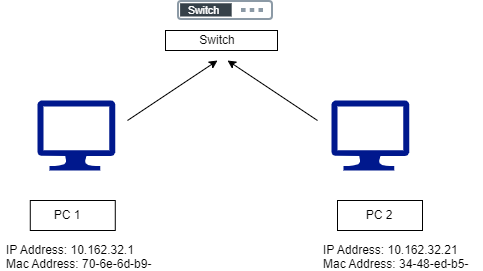 Switch
Switch
PC 1
PC 2
IP Address: 10.162.32.1
Mac Address: 70-6e-6d-b9-
IP Address: 10.162.32.21
Mac Address: 34-48-ed-b5-